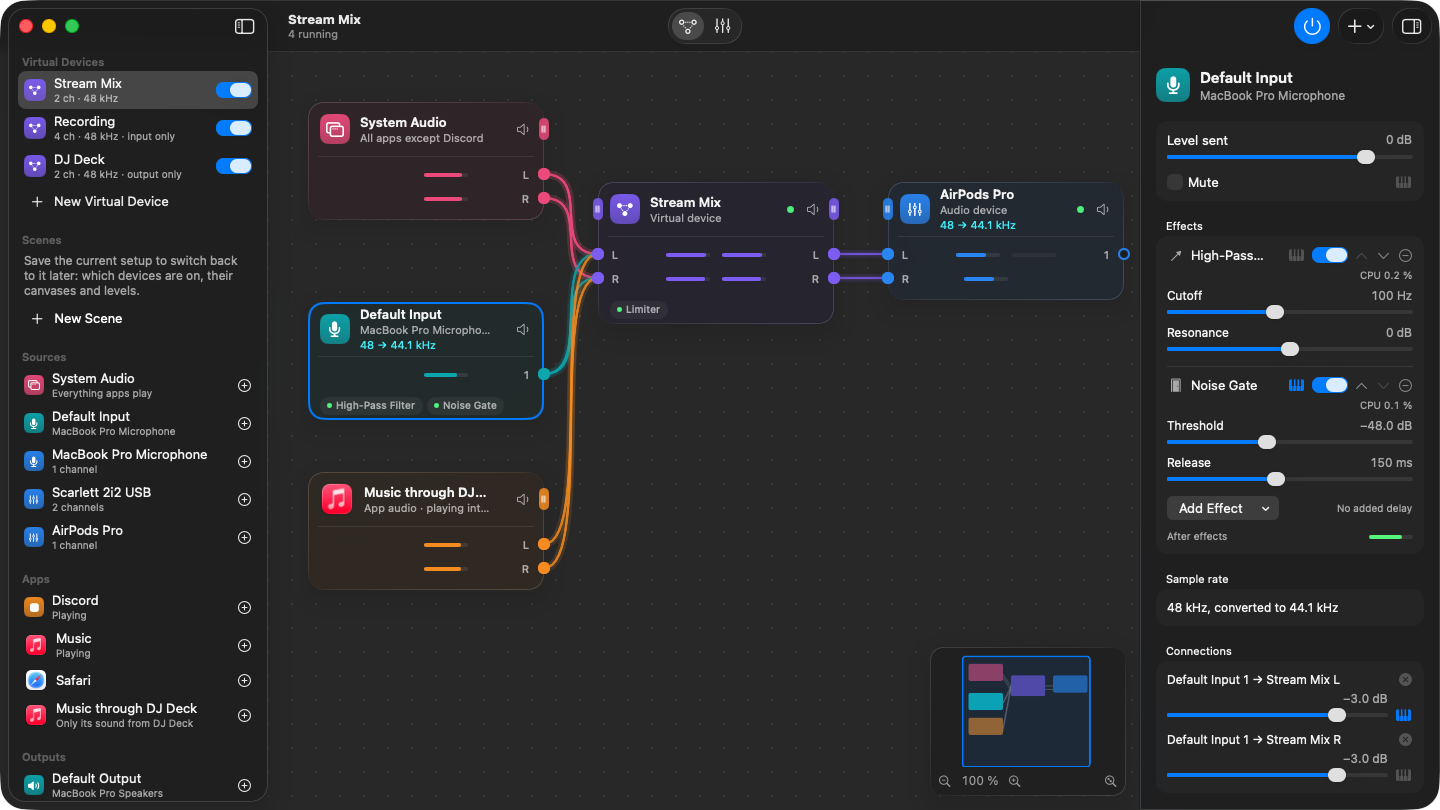 Virtual Devices
Stream Mix
2 ch · 48 kHz
Recording
4 ch · 48 kHz · input only
DJ Deck
2 ch · 48 kHz · output only
New Virtual Device
Scenes
Save the current setup to switch back
to it later: which devices are on, their
canvases and levels.
New Scene
Sources
System Audio
Everything apps play
Default Input
MacBook Pro Microphone
MacBook Pro Microphone
1 channel
Scarlett 2i2 USB
2 channels
AirPods Pro
1 channel
Apps
Discord
Playing
Music
Playing
Safari
Music through DJ Deck
Only its sound from DJ Deck
Outputs
Default Output
MacBook Pro Speakers
Stream Mix
4 running
System Audio
All apps except Discord
L
R
Default Input
MacBook Pro Micropho...
48 → 44.1 kHz
1
High-Pass Filter
Noise Gate
Music through DJ...
App audio · playing int...
L
R
Stream Mix
Virtual device
L L
R R
Limiter
AirPods Pro
Audio device
48 → 44.1 kHz
L 1
R
100 %
Default Input
MacBook Pro Microphone
Level sent 0 dB
Mute
Effects
High-Pass...
CPU 0.2 %
Cutoff 100 Hz
Resonance 0 dB
Noise Gate
CPU 0.1 %
Threshold −48.0 dB
Release 150 ms
Add Effect No added delay
After effects
Sample rate
48 kHz, converted to 44.1 kHz
Connections
Default Input 1 → Stream Mix L
−3.0 dB
Default Input 1 → Stream Mix R
−3.0 dB